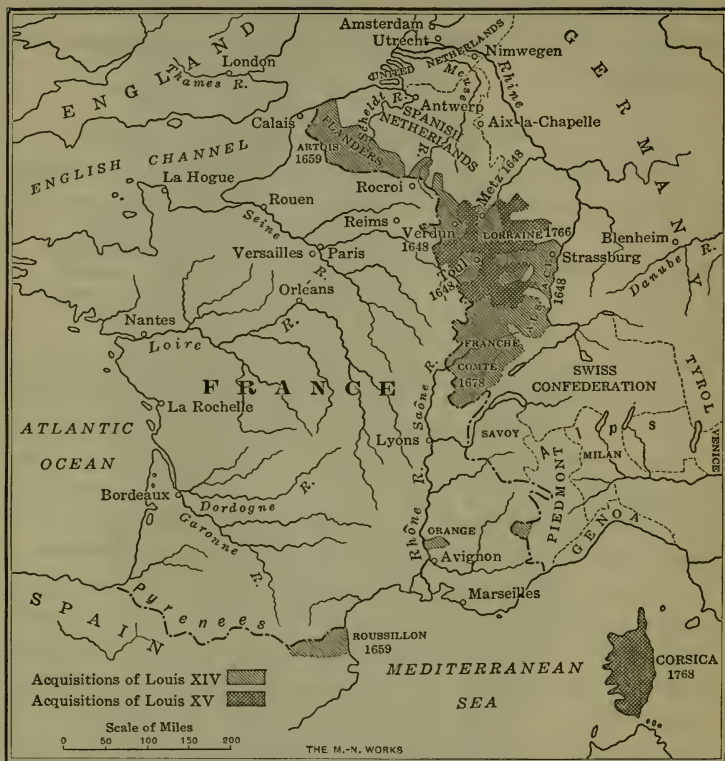 Amsterdam
Utrecht
UNITED NETHERLANDS
Nimwegen
GERMANY
ENGLAND
London
Thames R.
Meuse
Rhine
Scheldt R.
Antwerp
SPANISH
NETHERLANDS
Aix-la-Chapelle
Calais
FLANDERS
ARTOIS
1659
ENGLISH CHANNEL
La Hogue
Rouen
Rocroi
Metz 1648
Seine R.
Reims
Verdun
1648
LORRAINE 1766
Blenheim
Versailles
Paris
Toul
1648
Strassburg
ALSACE
1648
Danube R.
Orléans
Nantes
Loire R.
FRANCHE
COMTE
1678
SWISS
CONFEDERATION
TYROL
FRANCE
La Rochelle
Saône R.
ATLANTIC
OCEAN
Lyons
SAVOY
Alps
MILAN
VENICE
PIEDMONT
Bordeaux
Dordogne R.
Garonne R.
Rhône R.
ORANGE
Avignon
GENOA
Marseilles
SPAIN
Pyrenees
ROUSSILLON
1659
MEDITERRANEAN
SEA
CORSICA
1768
Acquisitions of Louis XIV
Acquisitions of Louis XV
Scale of Miles
0 50 100 150 200
THE M.-N. WORKS